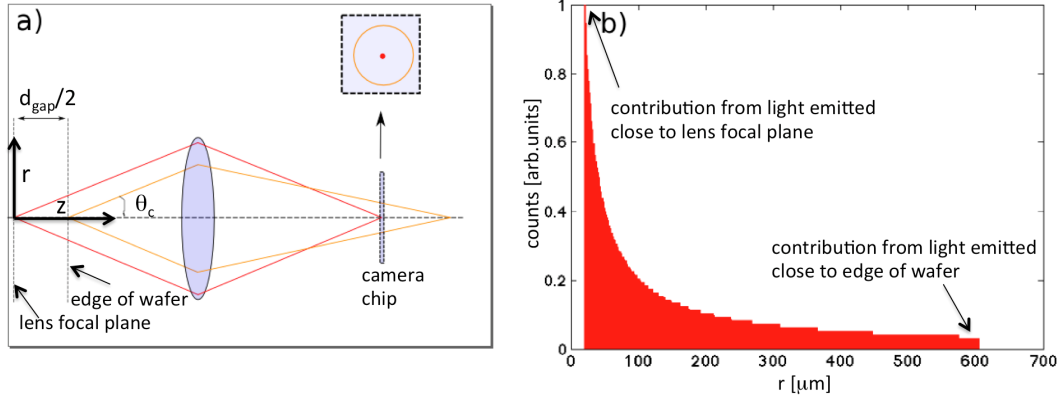 a)
d_gap/2
r
z
θ_c
edge of wafer
lens focal plane
camera
chip
b)
counts [arb.units]
1
0.8
0.6
0.4
0.2
0
contribution from light emitted
close to lens focal plane
contribution from light emitted
close to edge of wafer
0 100 200 300 400 500 600 700
r [μm]